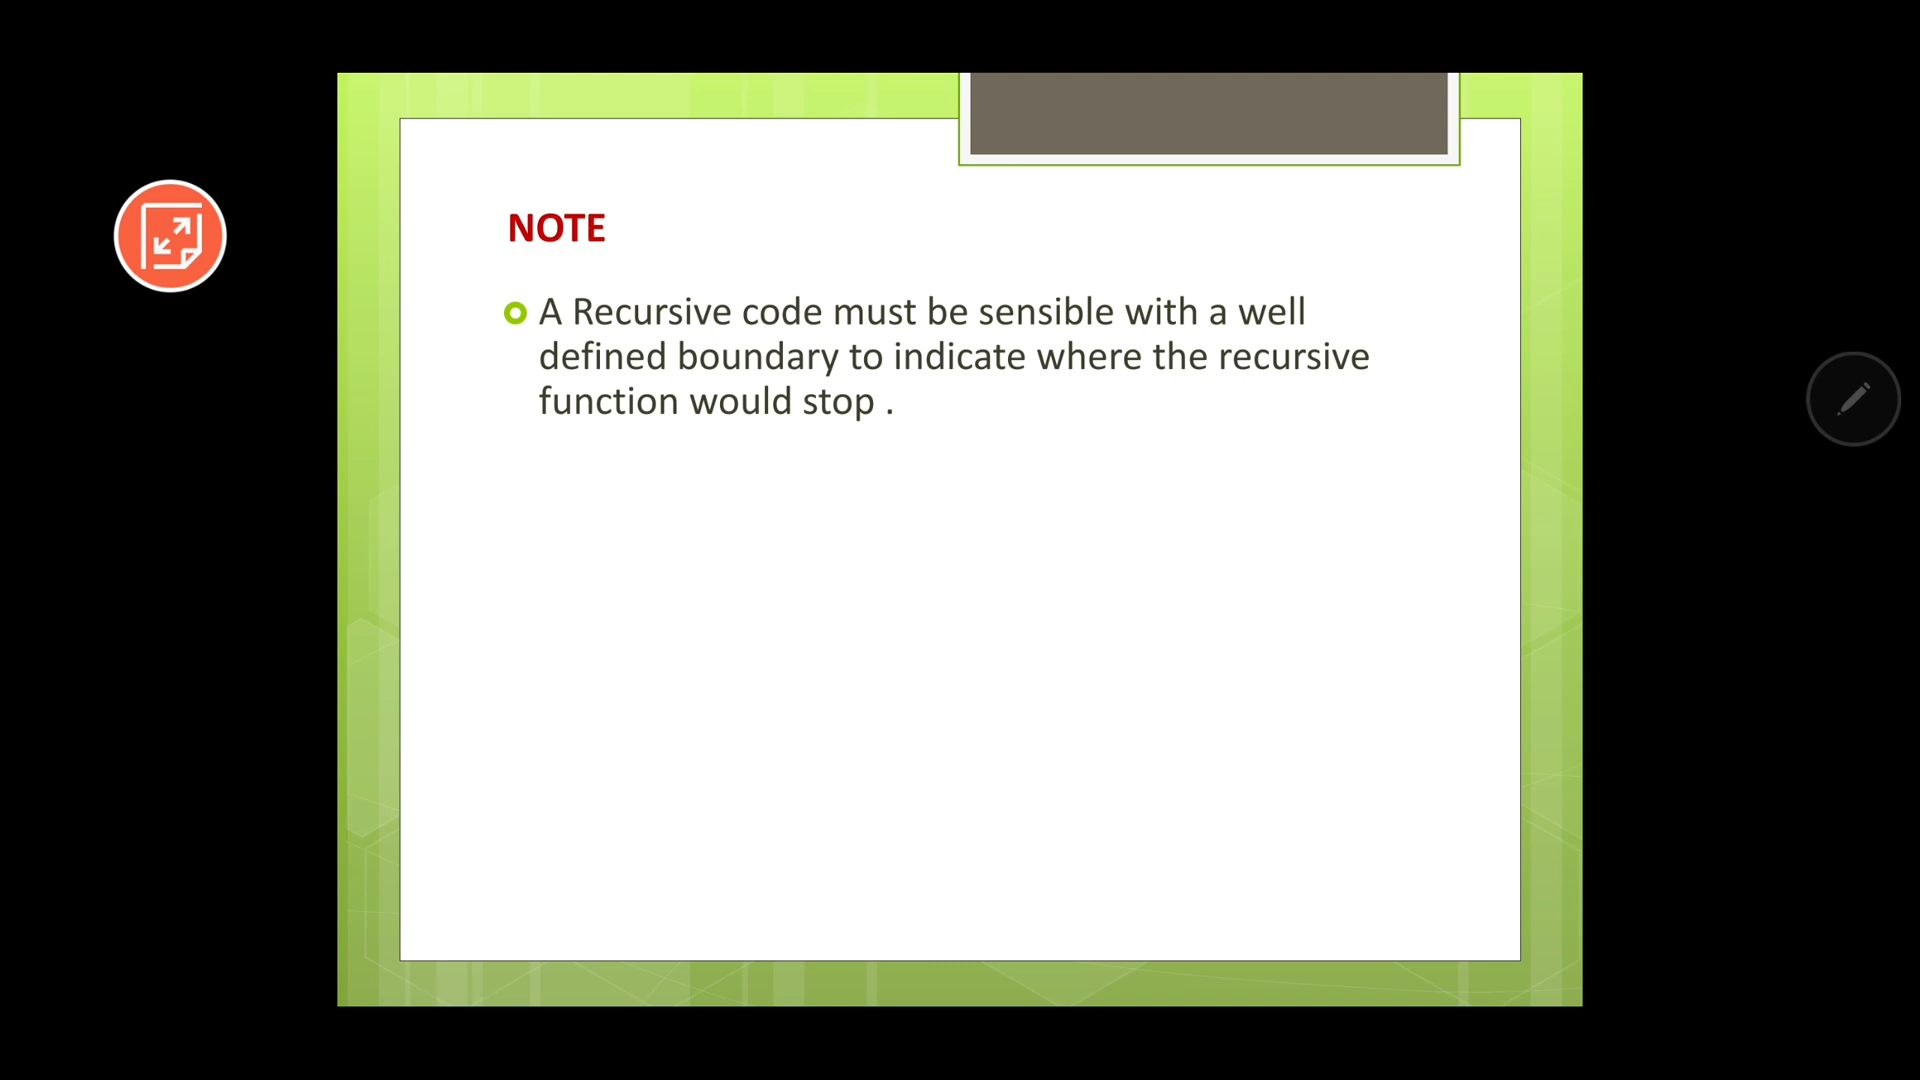 NOTE
A Recursive code must be sensible with a well
defined boundary to indicate where the recursive
function would stop .